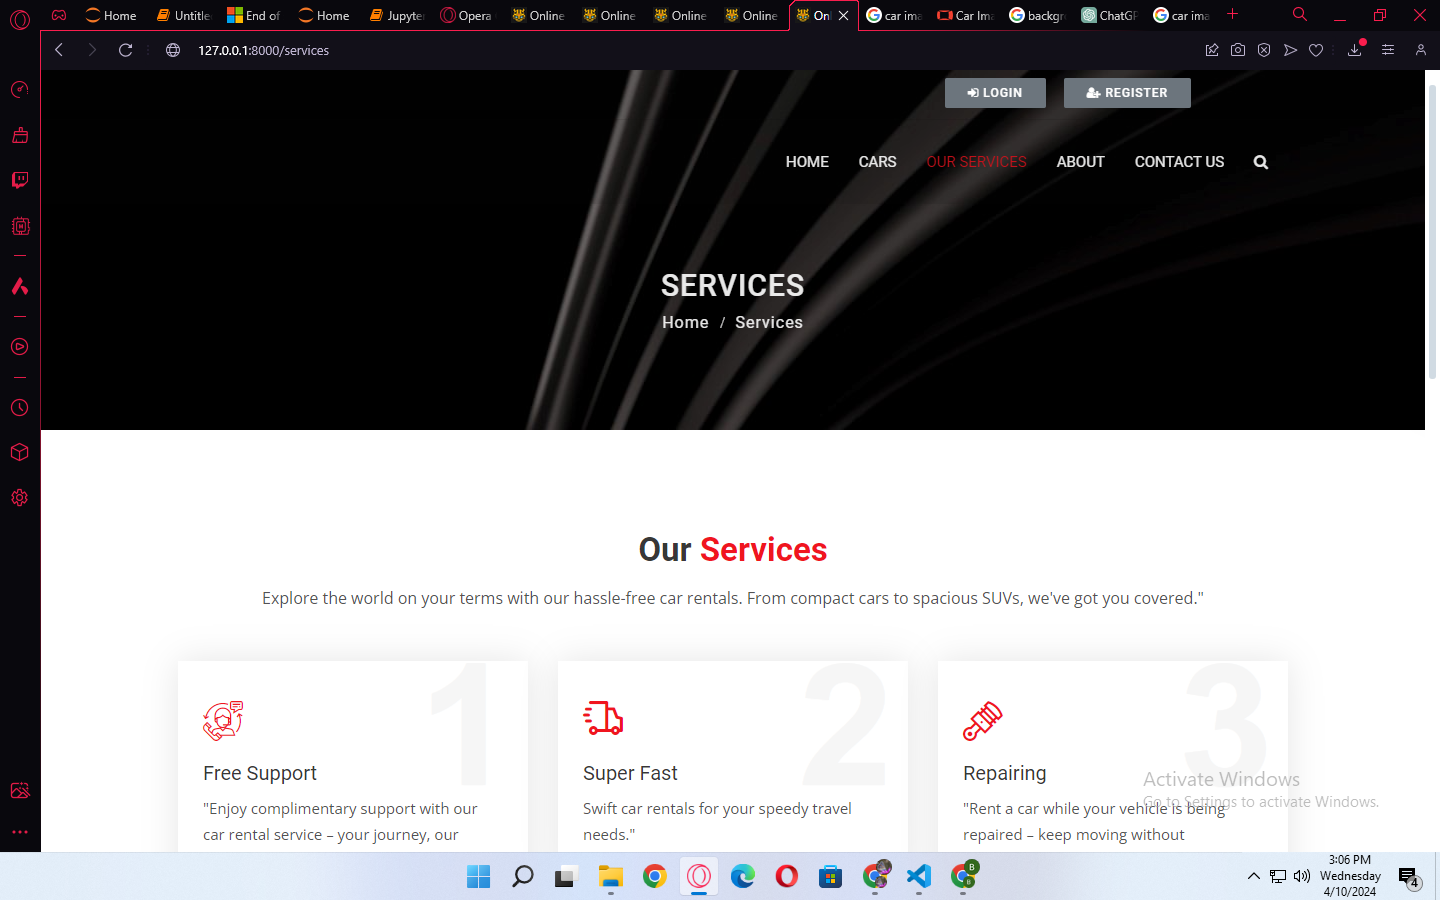 Home
Untitle
End of
Home
Jupyter
Opera
Online
Online
Online
Online
Onl
car ima
Car Ima
backgr
ChatGP
car ima
127.0.0.1:8000/services
LOGIN
REGISTER
HOME
CARS
OUR SERVICES
ABOUT
CONTACT US
SERVICES
Home / Services
Our Services
Explore the world on your terms with our hassle-free car rentals. From compact cars to spacious SUVs, we've got you covered."
1
Free Support
"Enjoy complimentary support with our
car rental service – your journey, our
2
Super Fast
Swift car rentals for your speedy travel
needs."
3
Repairing
"Rent a car while your vehicle is being
repaired – keep moving without
Activate Windows
Go to Settings to activate Windows.
B
8
3:06 PM
Wednesday
4/10/2024
4